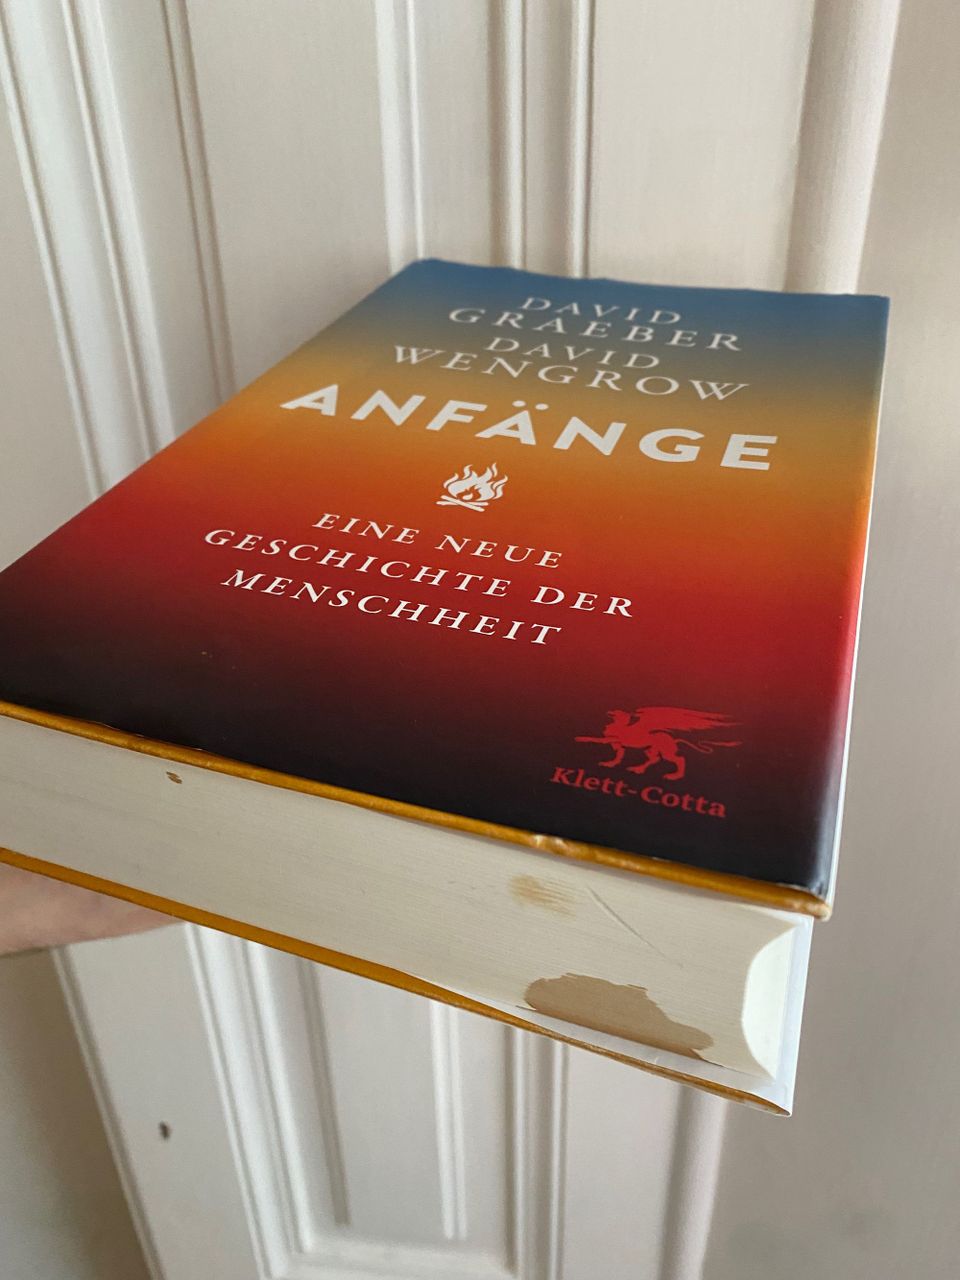 DAVID
GRAEBER
DAVID
WENGROW
ANFÄNGE
EINE NEUE
GESCHICHTE DER
MENSCHHEIT
Klett-Cotta